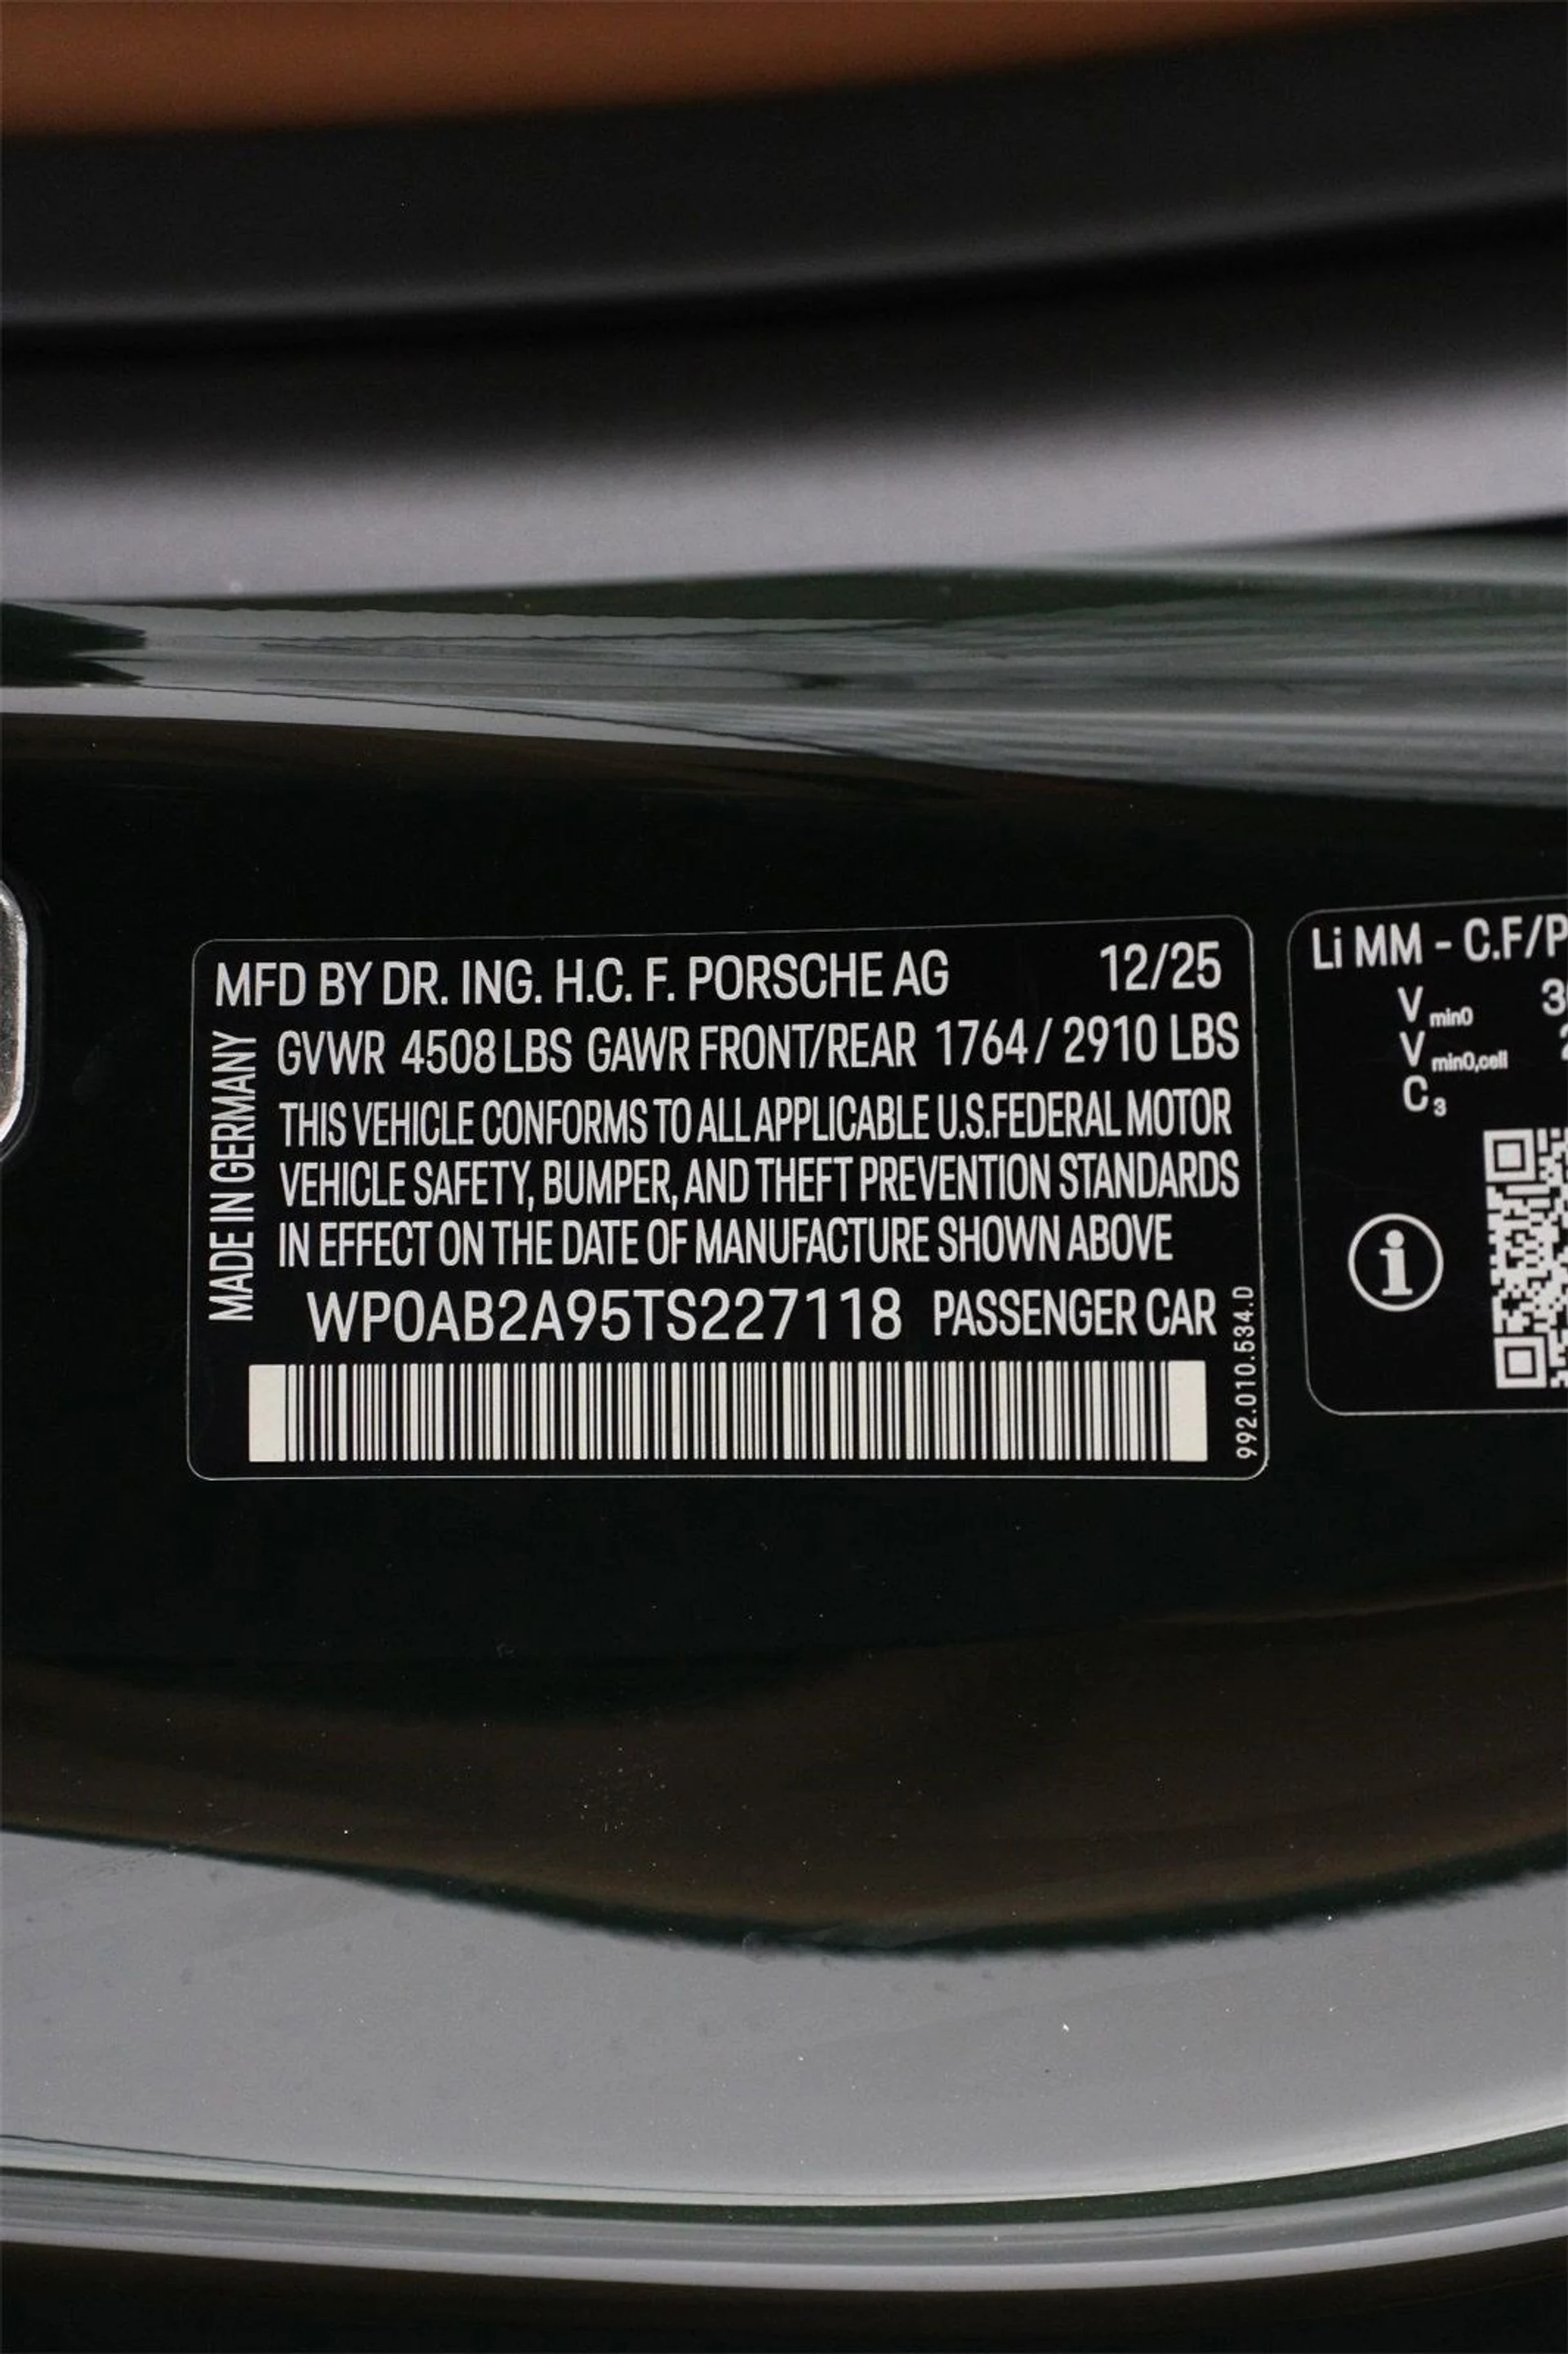 MFD BY DR. ING. H.C. F. PORSCHE AG 12/25
GVWR 4508 LBS GAWR FRONT/REAR 1764 / 2910 LBS
THIS VEHICLE CONFORMS TO ALL APPLICABLE U.S.FEDERAL MOTOR
VEHICLE SAFETY, BUMPER, AND THEFT PREVENTION STANDARDS
IN EFFECT ON THE DATE OF MANUFACTURE SHOWN ABOVE
WP0AB2A95TS227118 PASSENGER CAR
MADE IN GERMANY
992.010.534.D
Li MM - C.F/P
V min0
V min0,cell
C 3
i